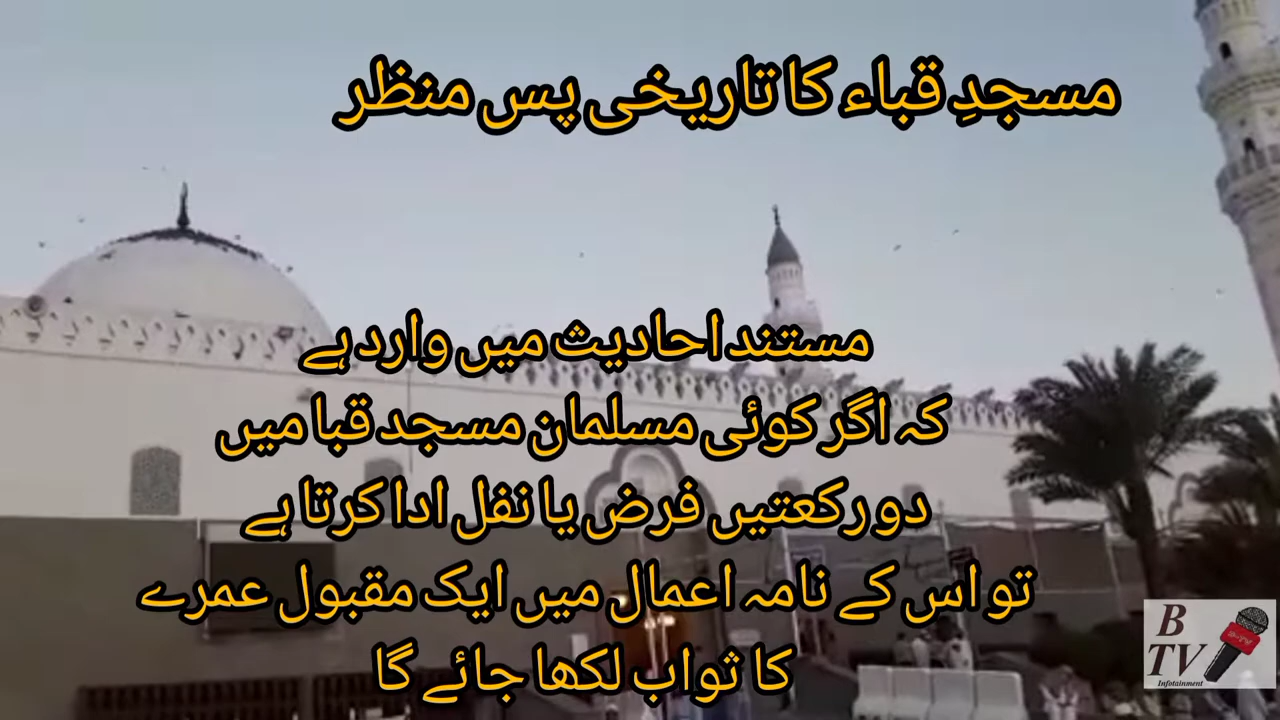 مسجدِ قباء کا تاریخی پس منظر
مستند احادیث میں وارد ہے
کہ اگر کوئی مسلمان مسجد قبا میں
دو رکعتیں فرض یا نفل ادا کرتا ہے
تو اس کے نامہ اعمال میں ایک مقبول عمرے
کا ثواب لکھا جائے گا
B
TV
B-TV
Infotainment